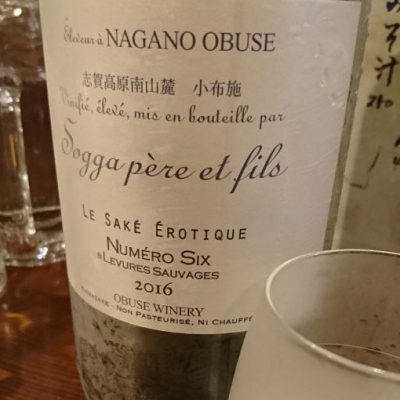 Éleveur à NAGANO OBUSE
志賀高原南山麓 小布施
Vinifié, élevé, mis en bouteille par
Sogga père et fils
LE SAKÉ ÉROTIQUE
NUMÉRO SIX
LEVURES SAUVAGES
2016
OBUSE WINERY
- NON PASTEURISÉ, NI CHAUFFÉ
汁